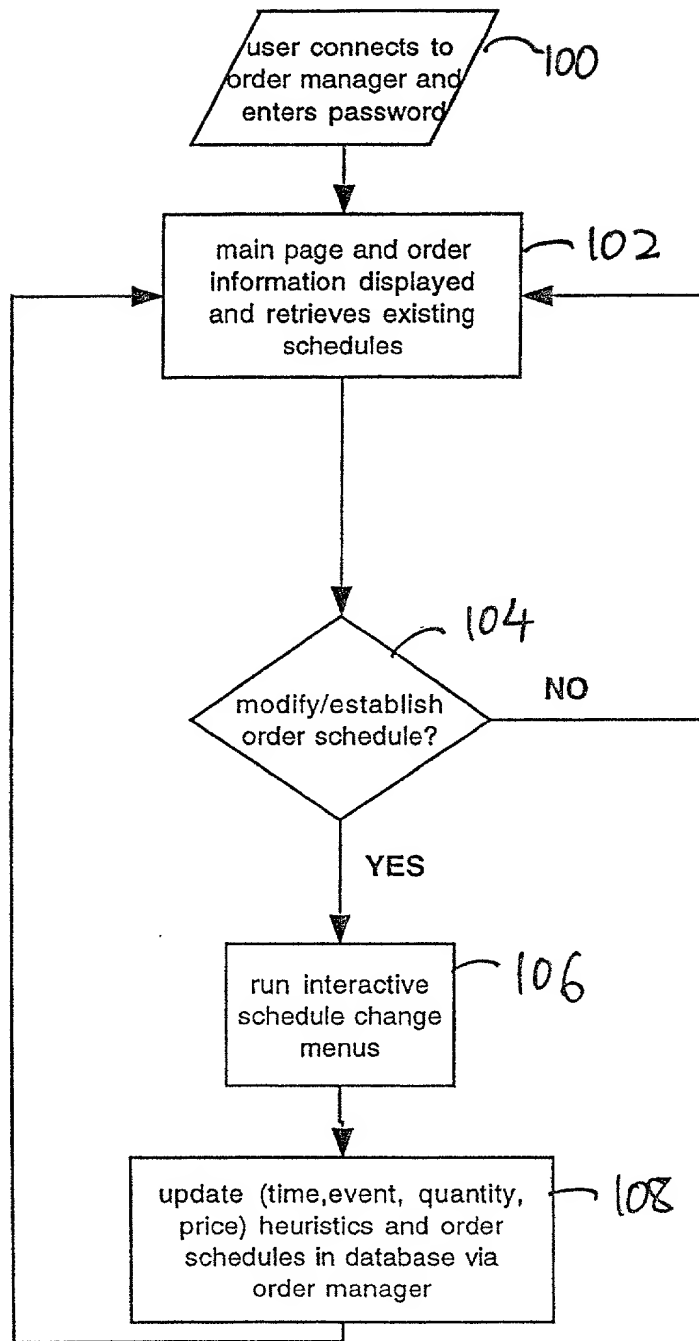 user connects to
order manager and
enters password
100
main page and order
information displayed
and retrieves existing
schedules
102
104
modify/establish
order schedule?
NO
YES
run interactive
schedule change
menus
106
update (time,event, quantity,
price) heuristics and order
schedules in database via
order manager
108